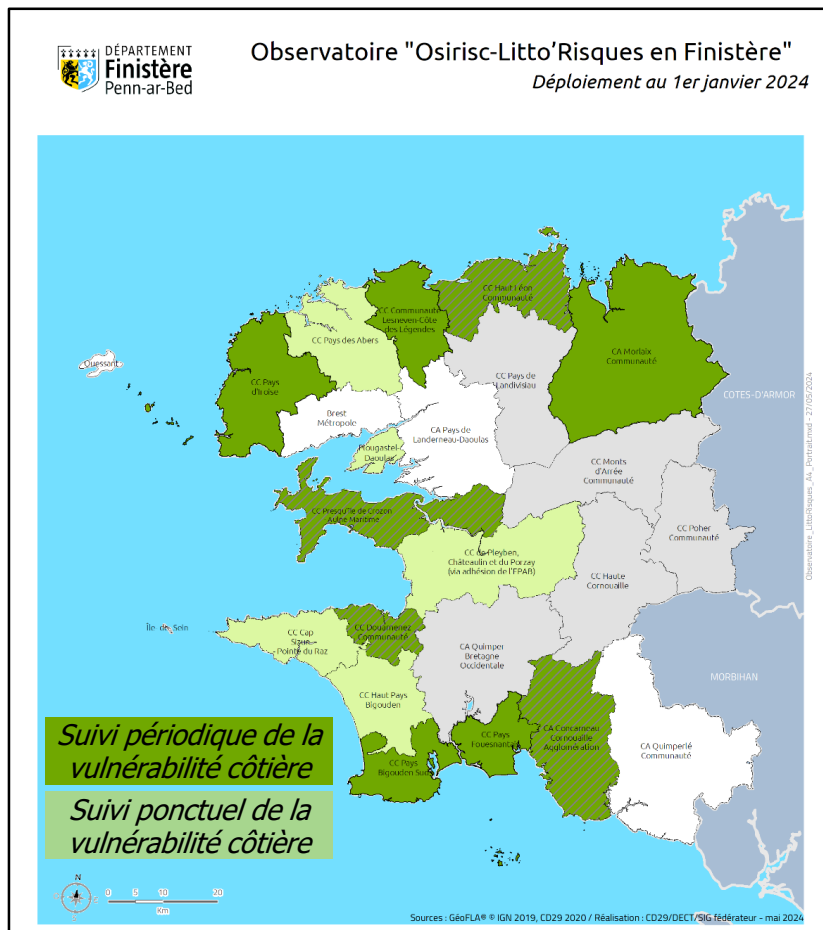 DÉPARTEMENT
Finistère
Penn-ar-Bed
Observatoire "Osirisc-Litto'Risques en Finistère"
Déploiement au 1er janvier 2024
CC Haut Léon
Communauté
CC Communauté
Lesneven-Côte
des Légendes
CC Pays des Abers
CA Morlaix
Communauté
Ouessant
CC Pays
d'Iroise
CC Pays de
Landivisiau
COTES-D'ARMOR
Brest
Métropole
CA Pays de
Landerneau-Daoulas
Plougastel-
Daoulas
CC Monts
d'Arrée
Communauté
CC Presqu'île de Crozon
Aulne Maritime
CC Poher
Communauté
CC de Pleyben,
Châteaulin et du Porzay
(via adhésion de l'EPAB)
CC Haute
Cornouaille
Île-de-Sein
CC Cap
Sizun
Pointe du Raz
CC Douarnenez
Communauté
CA Quimper
Bretagne
Occidentale
MORBIHAN
CC Haut Pays
Bigouden
CC Pays
Fouesnantais
CA Concarneau
Cornouaille
Agglomération
CA Quimperlé
Communauté
CC Pays
Bigouden Sud
Suivi périodique de la
vulnérabilité côtière
Suivi ponctuel de la
vulnérabilité côtière
0 5 10 20
Km
Sources : GéoFLA® © IGN 2019, CD29 2020 / Réalisation : CD29/DECT/SIG fédérateur - mai 2024
Observatoire_LittoRisques_A4_Portrait.mxd - 27/05/2024